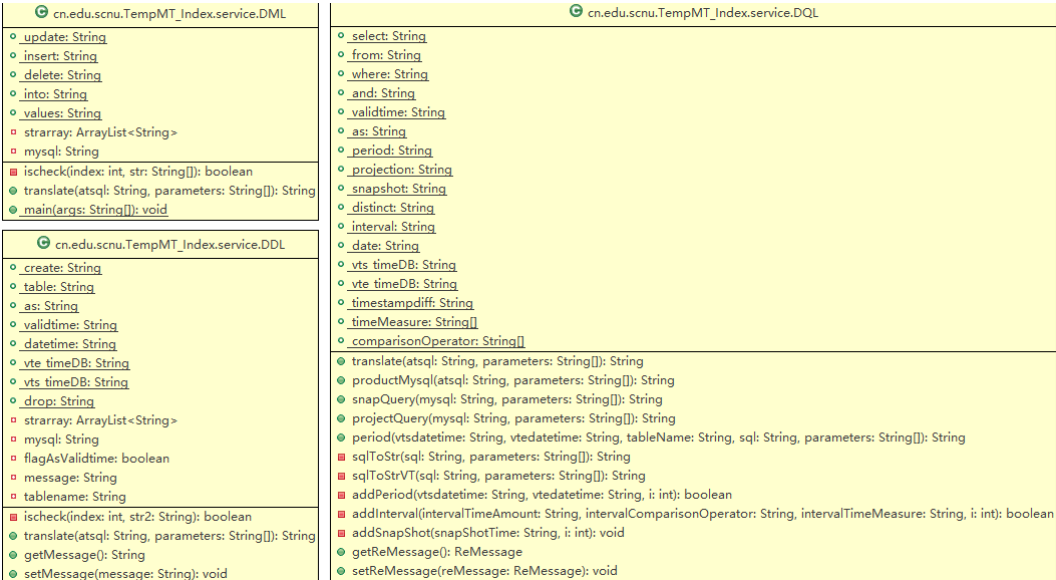 cn.edu.scnu.TempMT_Index.service.DML
update: String
insert: String
delete: String
into: String
values: String
strarray: ArrayList<String>
mysql: String
ischeck(index: int, str: String[]): boolean
translate(atsql: String, parameters: String[]): String
main(args: String[]): void
cn.edu.scnu.TempMT_Index.service.DDL
create: String
table: String
as: String
validtime: String
datetime: String
vte_timeDB: String
vts_timeDB: String
drop: String
strarray: ArrayList<String>
mysql: String
flagAsValidtime: boolean
message: String
tablename: String
ischeck(index: int, str2: String): boolean
translate(atsql: String, parameters: String[]): String
getMessage(): String
setMessage(message: String): void
cn.edu.scnu.TempMT_Index.service.DQL
select: String
from: String
where: String
and: String
validtime: String
as: String
period: String
projection: String
snapshot: String
distinct: String
interval: String
date: String
vts_timeDB: String
vte_timeDB: String
timestampdiff: String
timeMeasure: String[]
comparisonOperator: String[]
translate(atsql: String, parameters: String[]): String
productMysql(atsql: String, parameters: String[]): String
snapQuery(mysql: String, parameters: String[]): String
projectQuery(mysql: String, parameters: String[]): String
period(vtsdatetime: String, vtedatetime: String, tableName: String, sql: String, parameters: String[]): String
sqlToStr(sql: String, parameters: String[]): String
sqlToStrVT(sql: String, parameters: String[]): String
addPeriod(vtsdatetime: String, vtedatetime: String, i: int): boolean
addInterval(intervalTimeAmount: String, intervalComparisonOperator: String, intervalTimeMeasure: String, i: int): boolean
addSnapShot(snapShotTime: String, i: int): void
getReMessage(): ReMessage
setReMessage(reMessage: ReMessage): void